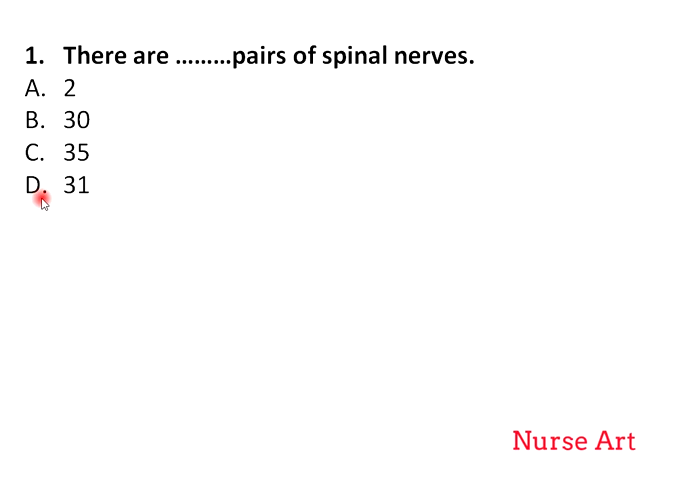 1. There are .........pairs of spinal nerves.
A. 2
B. 30
C. 35
D. 31
Nurse Art